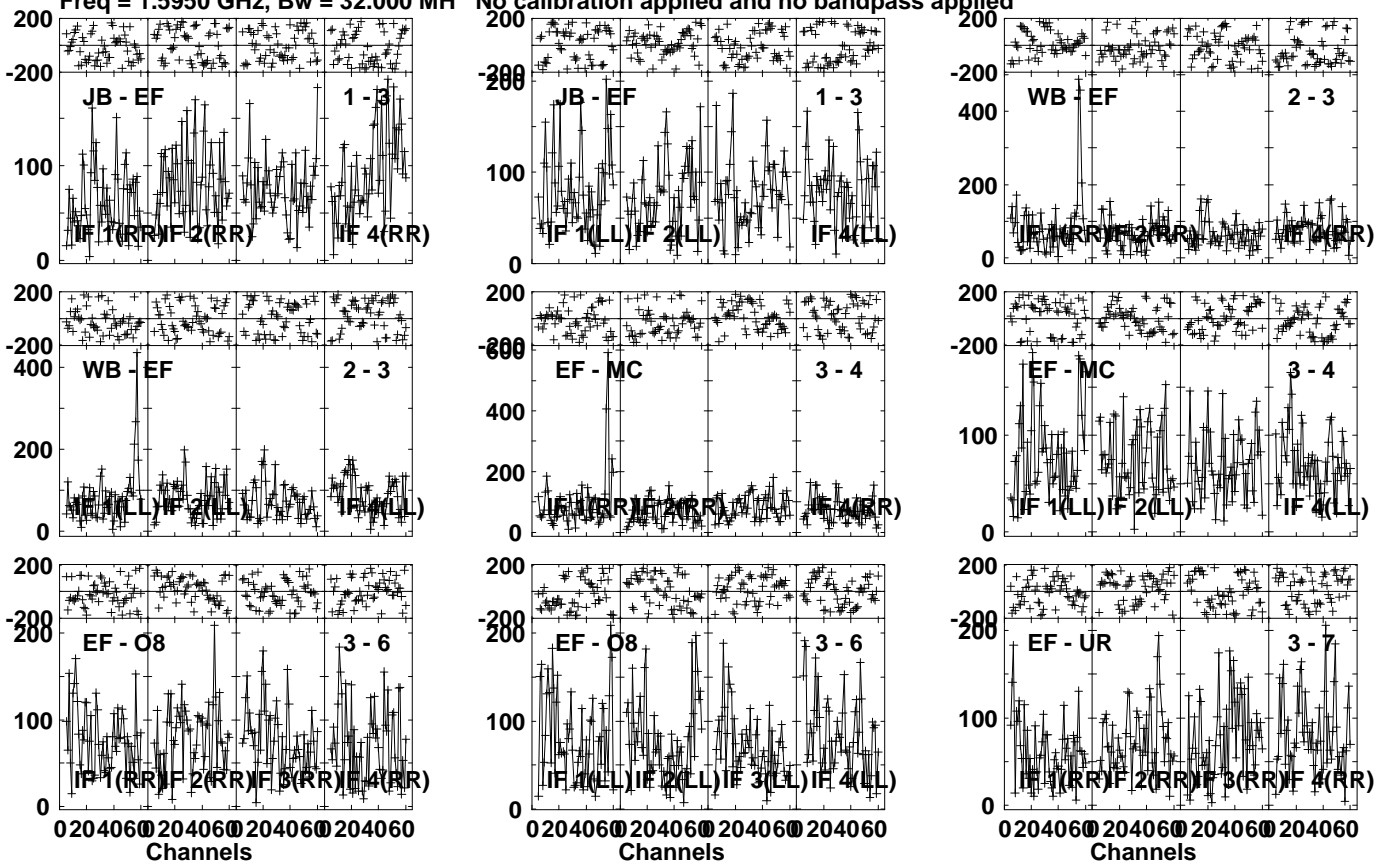 Freq = 1.5950 GHz, Bw = 32.000 MH No calibration applied and no bandpass applied
200
-200
JB - EF 1 - 3
100
0
IF 1(RR) IF 2(RR) IF 4(RR)
200
-200
200
JB - EF 1 - 3
100
0
IF 1(LL) IF 2(LL) IF 4(LL)
200
-200
WB - EF 2 - 3
400
200
0
IF 1(RR) IF 2(RR) IF 4(RR)
200
-200
WB - EF 2 - 3
400
200
0
IF 1(LL) IF 2(LL) IF 4(LL)
200
-200
600
EF - MC 3 - 4
400
200
0
IF 1(RR) IF 2(RR) IF 4(RR)
200
-200
EF - MC 3 - 4
100
0
IF 1(LL) IF 2(LL) IF 4(LL)
200
-200
200
EF - O8 3 - 6
100
0
IF 1(RR) IF 2(RR) IF 3(RR) IF 4(RR)
0 20 40 60 0 20 40 60 0 20 40 60 0 20 40 60
Channels
200
-200
200
EF - O8 3 - 6
100
0
IF 1(LL) IF 2(LL) IF 3(LL) IF 4(LL)
0 20 40 60 0 20 40 60 0 20 40 60 0 20 40 60
Channels
200
-200
200
EF - UR 3 - 7
100
0
IF 1(RR) IF 2(RR) IF 3(RR) IF 4(RR)
0 20 40 60 0 20 40 60 0 20 40 60 0 20 40 60
Channels